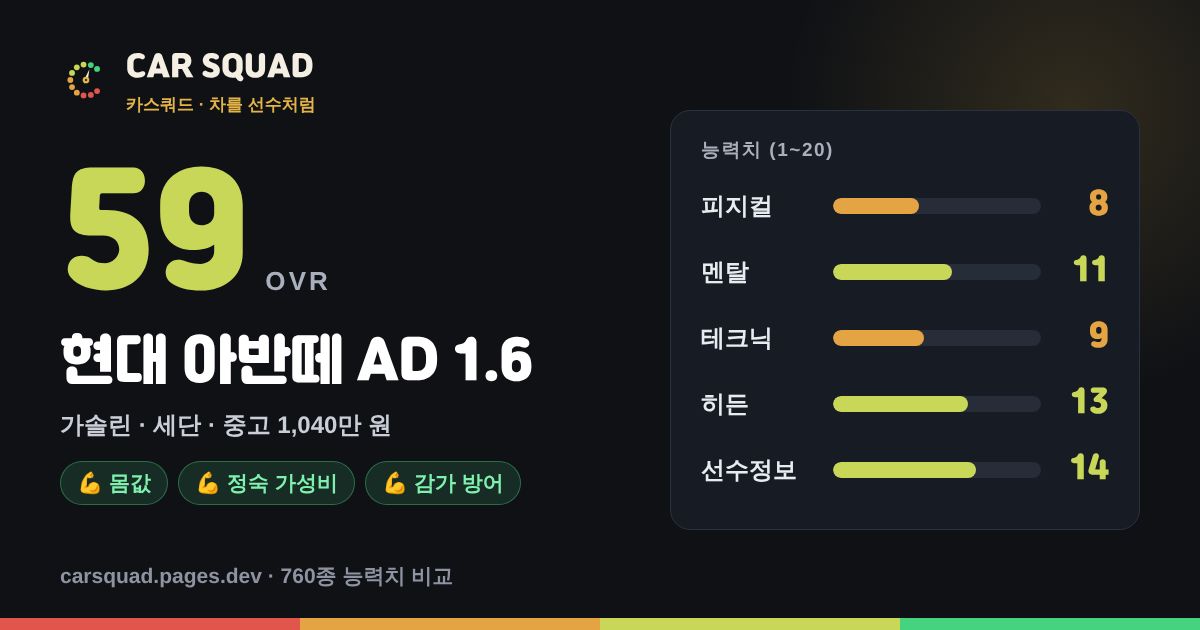 CAR SQUAD
카스쿼드 · 차를 선수처럼
59 OVR
현대 아반떼 AD 1.6
가솔린 · 세단 · 중고 1,040만 원
💪 몸값 💪 정숙 가성비 💪 감가 방어
carsquad.pages.dev · 760종 능력치 비교
능력치 (1~20)
피지컬 8
멘탈 11
테크닉 9
히든 13
선수정보 14